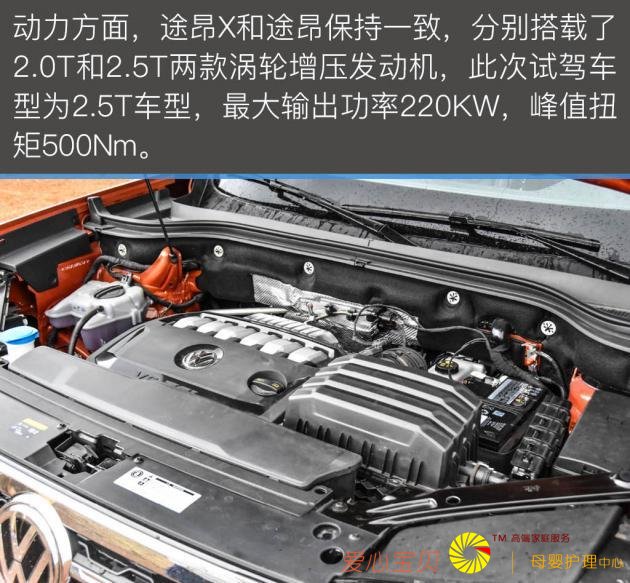 动力方面，途昂X和途昂保持一致，分别搭载了
2.0T和2.5T两款涡轮增压发动机，此次试驾车
型为2.5T车型，最大输出功率220KW，峰值扭
矩500Nm。
爱心宝贝
TM 高端家庭服务
母婴护理中心